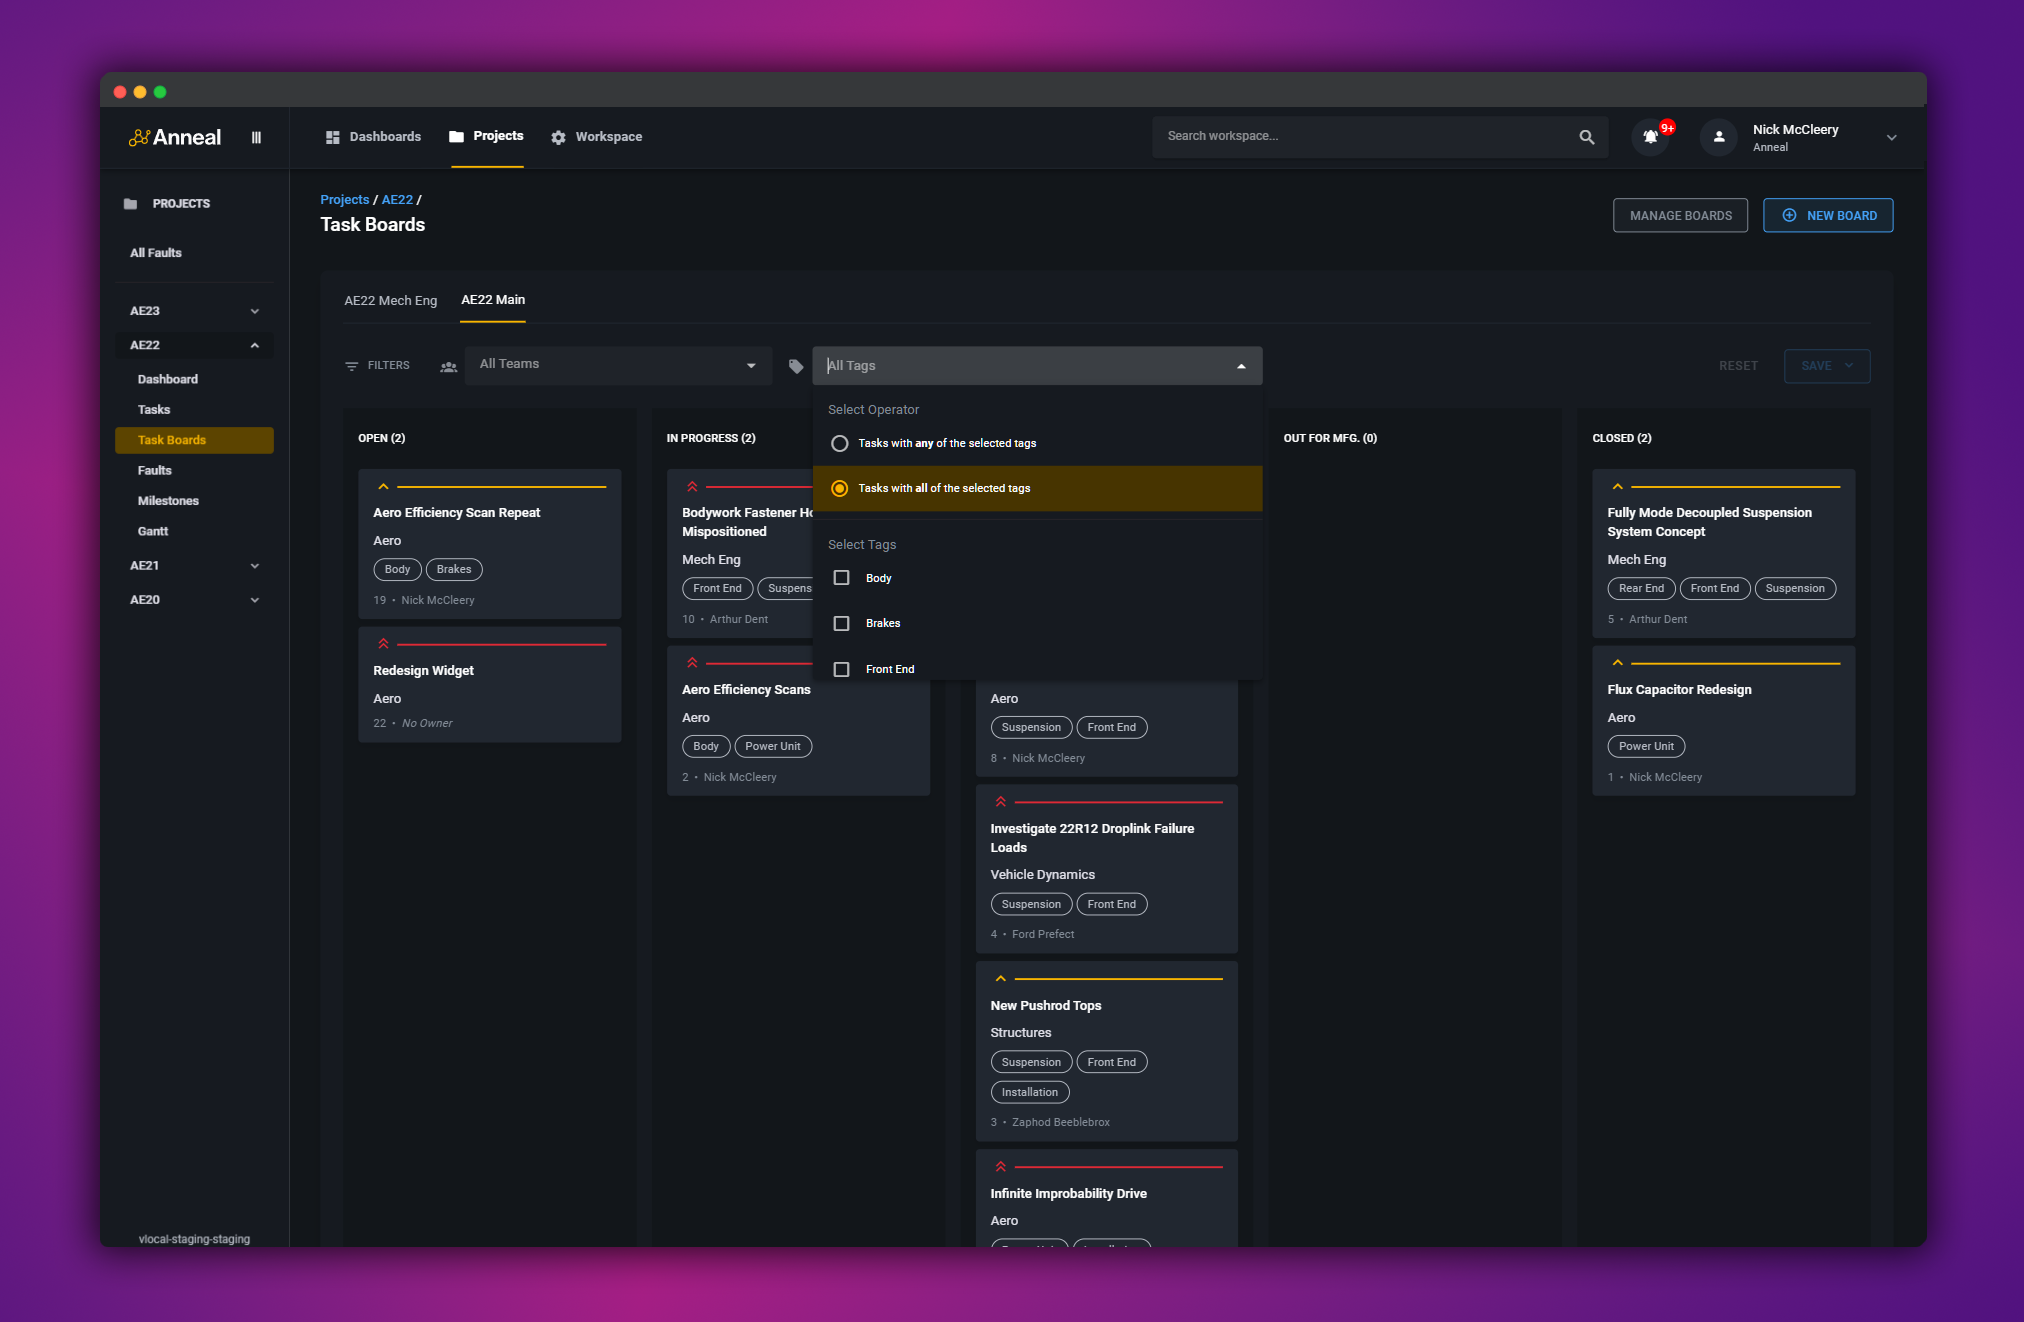 Anneal
Dashboards
Projects
Workspace
Search workspace...
9+
Nick McCleery
Anneal
PROJECTS
All Faults
AE23
AE22
Dashboard
Tasks
Task Boards
Faults
Milestones
Gantt
AE21
AE20
vlocal-staging-staging
Projects / AE22 /
Task Boards
MANAGE BOARDS
NEW BOARD
AE22 Mech Eng
AE22 Main
FILTERS
All Teams
All Tags
RESET
SAVE
Select Operator
Tasks with any of the selected tags
Tasks with all of the selected tags
Select Tags
Body
Brakes
Front End
OPEN (2)
Aero Efficiency Scan Repeat
Aero
Body
Brakes
19 • Nick McCleery
Redesign Widget
Aero
22 • No Owner
IN PROGRESS (2)
Bodywork Fastener
Mispositioned
Mech Eng
Front End
10 • Arthur Dent
Aero Efficiency Scans
Aero
Body
Power Unit
2 • Nick McCleery
Aero
Suspension
Front End
8 • Nick McCleery
Investigate 22R12 Droplink Failure
Loads
Vehicle Dynamics
Suspension
Front End
4 • Ford Prefect
New Pushrod Tops
Structures
Suspension
Front End
Installation
3 • Zaphod Beeblebrox
Infinite Improbability Drive
Aero
OUT FOR MFG. (0)
CLOSED (2)
Fully Mode Decoupled Suspension
System Concept
Mech Eng
Rear End
Front End
Suspension
5 • Arthur Dent
Flux Capacitor Redesign
Aero
Power Unit
1 • Nick McCleery